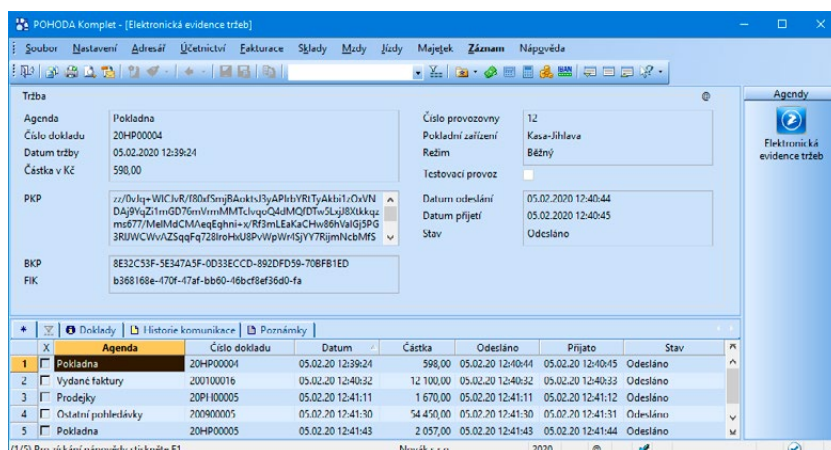 POHODA Komplet - [Elektronická evidence tržeb]
Soubor Nastavení Adresář Účetnictví Fakturace Sklady Mzdy Jízdy Majetek Záznam Nápověda
Tržba
Agendy
Agenda Pokladna
Číslo dokladu 20HP00004
Datum tržby 05.02.2020 12:39:24
Částka v Kč 598,00
Číslo provozovny 12
Pokladní zařízení Kasa-Jihlava
Režim Běžný
Testovací provoz
Elektronická
evidence tržeb
PKP
BKP 8E32C53F-5E347A5F-0D33ECCD-892DFD59-70BFB1ED
FIK b368168e-470f-47af-bb60-46bcf8ef36d0-fa
Datum odeslání 05.02.2020 12:40:44
Datum přijetí 05.02.2020 12:40:45
Stav Odesláno
Doklady Historie komunikace Poznámky
X Agenda Číslo dokladu Datum Částka Odesláno Přijato Stav
1 Pokladna 20HP00004 05.02.20 12:39:24 598,00 05.02.20 12:40:44 05.02.20 12:40:45 Odesláno
2 Vydané faktury 200100016 05.02.20 12:40:32 12 100,00 05.02.20 12:40:32 05.02.20 12:40:33 Odesláno
3 Prodejky 20PH00005 05.02.20 12:41:11 1 670,00 05.02.20 12:41:11 05.02.20 12:41:12 Odesláno
4 Ostatní pohledávky 200900005 05.02.20 12:41:30 54 450,00 05.02.20 12:41:30 05.02.20 12:41:31 Odesláno
5 Pokladna 20HP00005 05.02.20 12:41:43 2 057,00 05.02.20 12:41:43 05.02.20 12:41:44 Odesláno
(1/5) Pro získání nápovědy stiskněte F1. Novák s.r.o. 2020